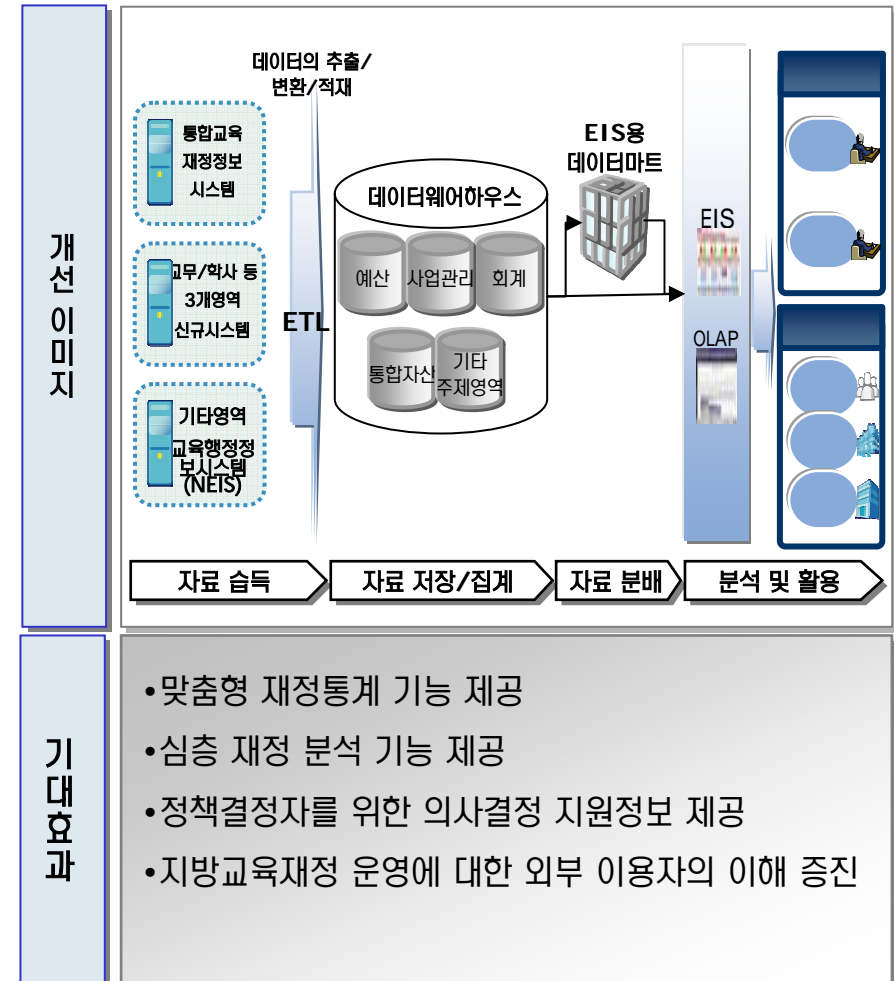 개선 이미지
데이터의 추출/
변환/적재
통합교육
재정정보
시스템
교무/학사 등
3개영역
신규시스템
기타영역
교육행정정
보시스템
(NEIS)
ETL
데이터웨어하우스
예산
사업관리
회계
통합자산
기타
주제영역
EIS용
데이터마트
EIS
OLAP
자료 습득
자료 저장/집계
자료 분배
분석 및 활용
기대효과
•맞춤형 재정통계 기능 제공
•심층 재정 분석 기능 제공
•정책결정자를 위한 의사결정 지원정보 제공
•지방교육재정 운영에 대한 외부 이용자의 이해 증진